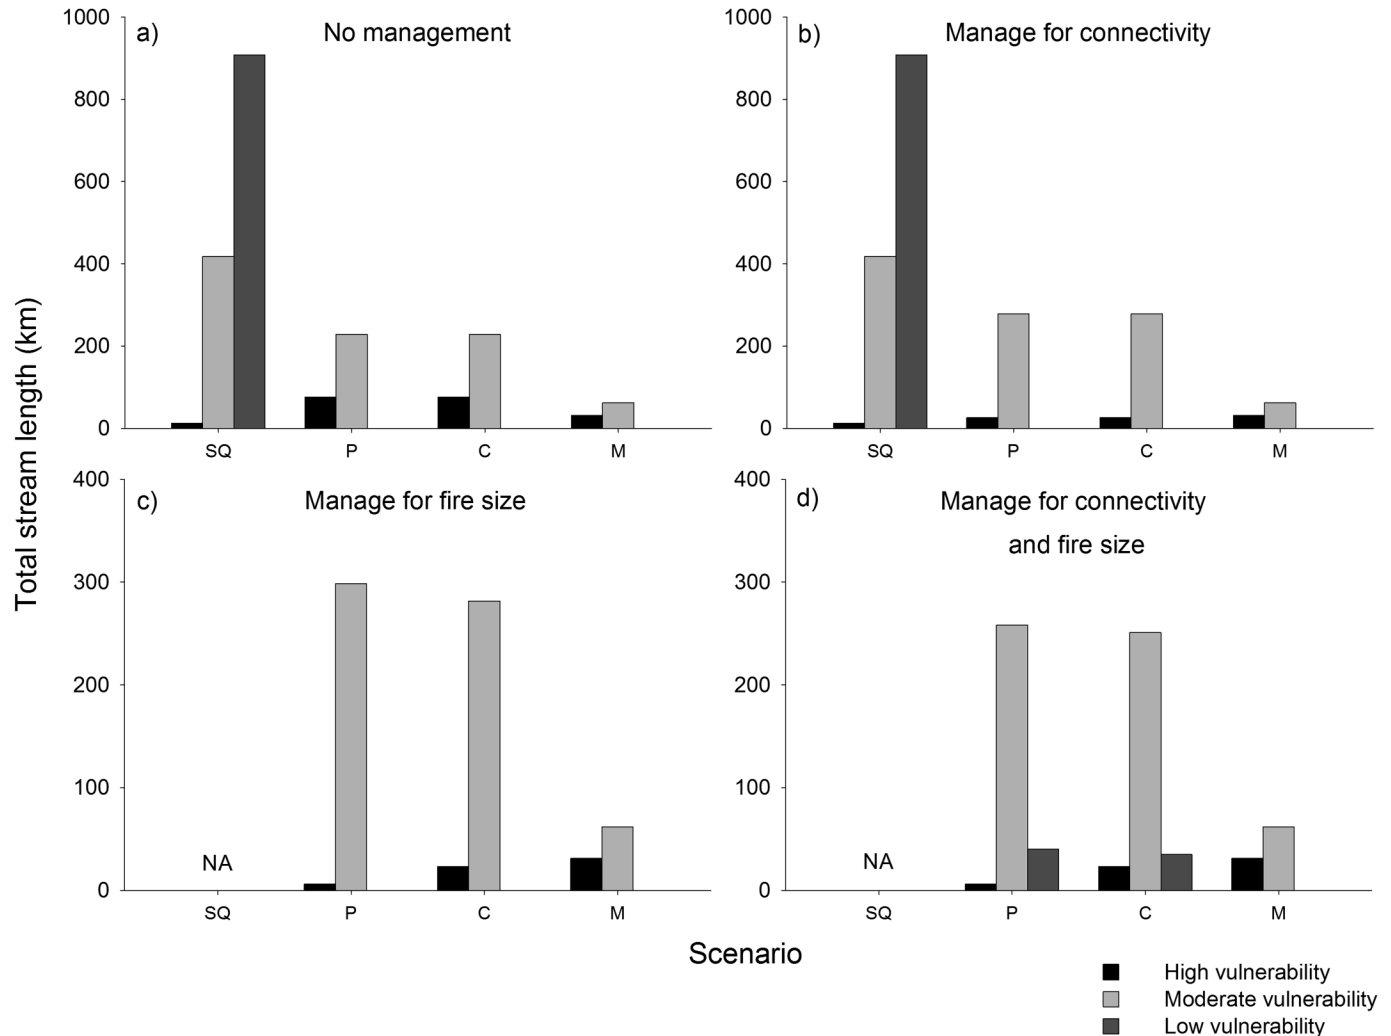 a)
No management
1000
800
600
400
200
0
SQ
P
C
M
b)
Manage for connectivity
1000
800
600
400
200
0
SQ
P
C
M
Total stream length (km)
c)
Manage for fire size
400
300
200
100
0
NA
SQ
P
C
M
d)
Manage for connectivity
and fire size
400
300
200
100
0
NA
SQ
P
C
M
Scenario
High vulnerability
Moderate vulnerability
Low vulnerability